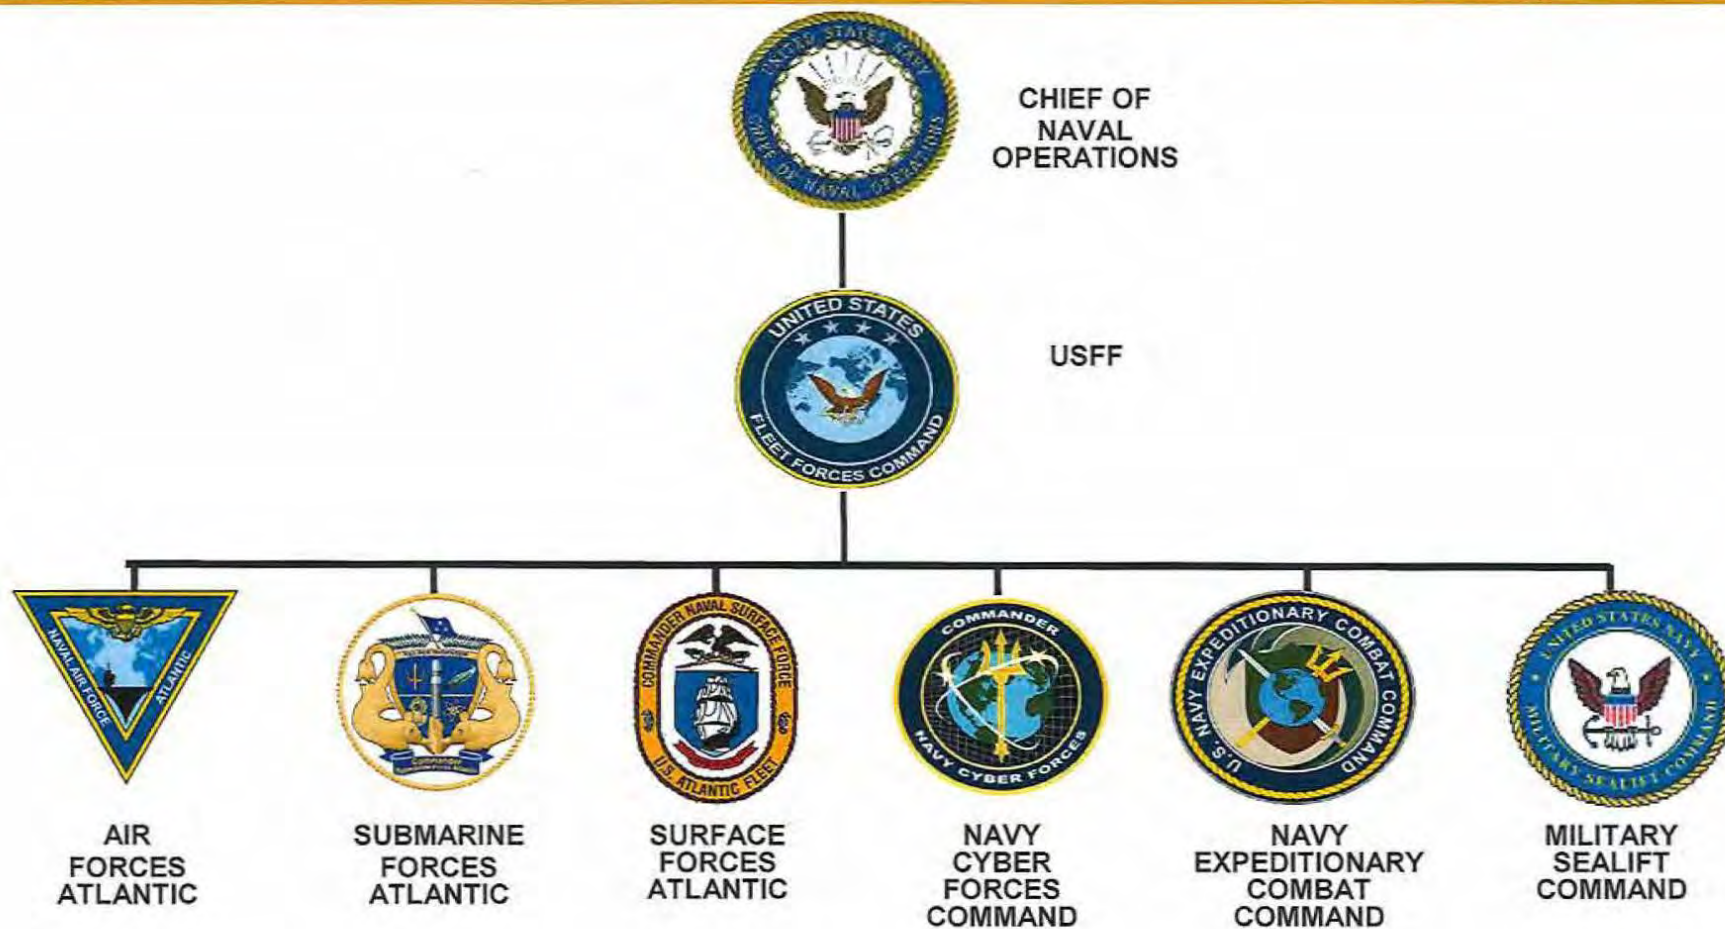 UNITED STATES NAVY
CHIEF OF NAVAL OPERATIONS
CHIEF OF
NAVAL
OPERATIONS
UNITED STATES
FLEET FORCES COMMAND
USFF
NAVAL AIR FORCE
ATLANTIC
Commander
COMMANDER NAVAL SURFACE FORCE
U.S. ATLANTIC FLEET
COMMANDER
NAVY CYBER FORCES
U.S. NAVY EXPEDITIONARY COMBAT COMMAND
UNITED STATES NAVY
MILITARY SEALIFT COMMAND
AIR
FORCES
ATLANTIC
SUBMARINE
FORCES
ATLANTIC
SURFACE
FORCES
ATLANTIC
NAVY
CYBER
FORCES
COMMAND
NAVY
EXPEDITIONARY
COMBAT
COMMAND
MILITARY
SEALIFT
COMMAND